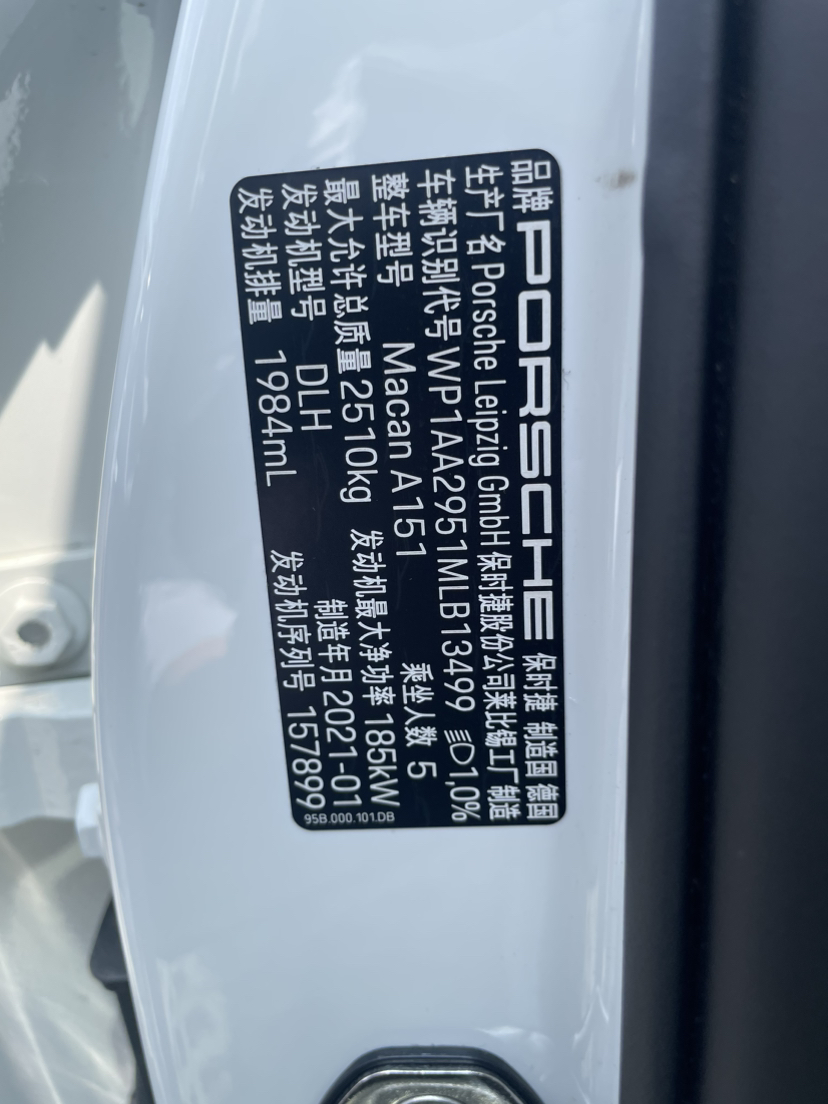 品牌 PORSCHE 保时捷 制造国 德国
生产厂名 Porsche Leipzig GmbH 保时捷股份公司莱比锡工厂制造
车辆识别代号 WP1AA2951MLB13499 1,0%
整车型号 Macan A151 乘坐人数 5
最大允许总质量 2510kg 发动机最大净功率 185kW
发动机型号 DLH 制造年月 2021-01
发动机排量 1984mL 发动机序列号 157899
95B.000.101.DB